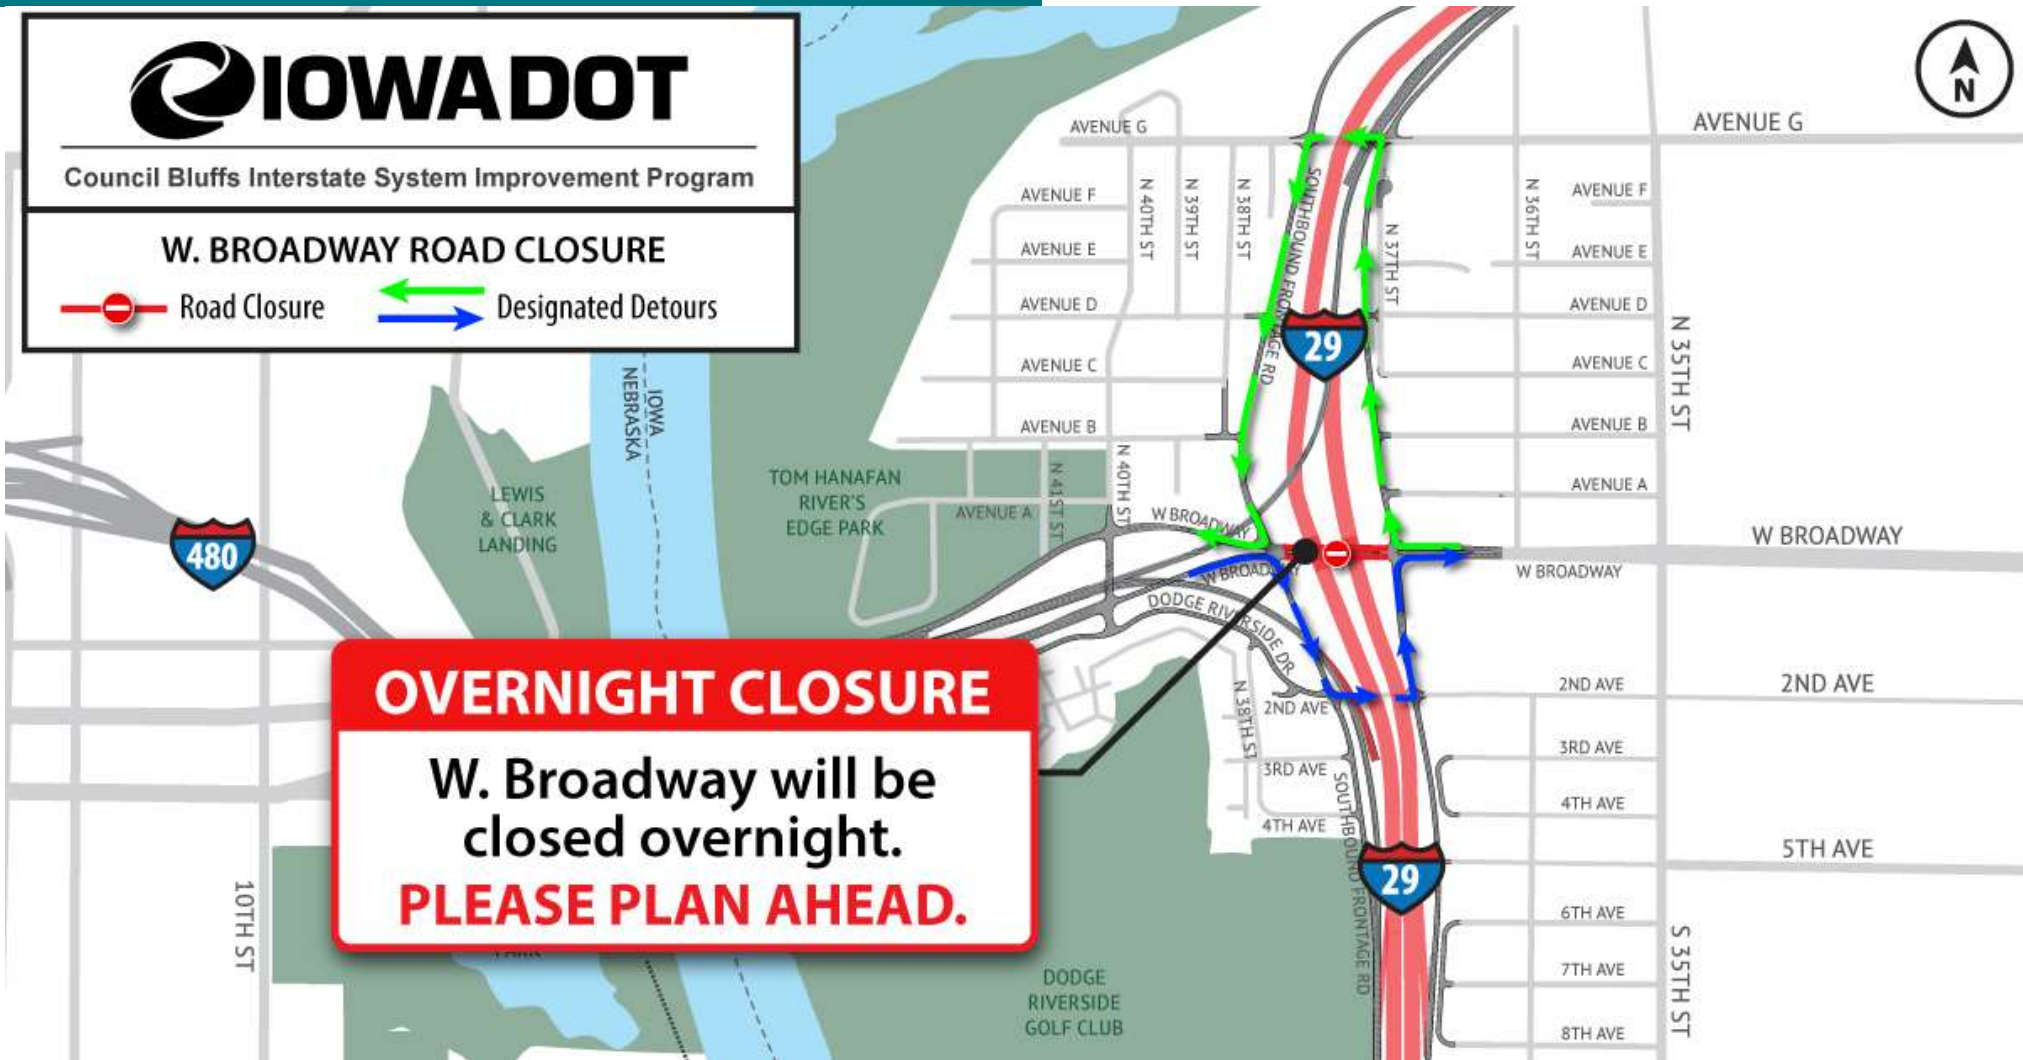 IOWADOT
Council Bluffs Interstate System Improvement Program
W. BROADWAY ROAD CLOSURE
Road Closure
Designated Detours
N
AVENUE G
AVENUE G
AVENUE F
AVENUE E
AVENUE D
AVENUE C
AVENUE B
AVENUE A
N 40TH ST
N 39TH ST
N 38TH ST
SOUTHBOUND FRONTAGE RD
N 37TH ST
N 36TH ST
AVENUE F
AVENUE E
AVENUE D
AVENUE C
AVENUE B
AVENUE A
N 35TH ST
29
IOWA
NEBRASKA
LEWIS
& CLARK
LANDING
TOM HANAFAN
RIVER'S
EDGE PARK
N 41ST ST
N 40TH ST
480
W BROADWAY
W BROADWAY
W BROADWAY
W BROADWAY
DODGE RIVERSIDE DR.
2ND AVE
2ND AVE
2ND AVE
N 38TH ST
3RD AVE
3RD AVE
4TH AVE
4TH AVE
5TH AVE
SOUTHBOUND FRONTAGE RD
29
6TH AVE
7TH AVE
8TH AVE
S 35TH ST
10TH ST
OVERNIGHT CLOSURE
W. Broadway will be
closed overnight.
PLEASE PLAN AHEAD.
PARK
DODGE
RIVERSIDE
GOLF CLUB